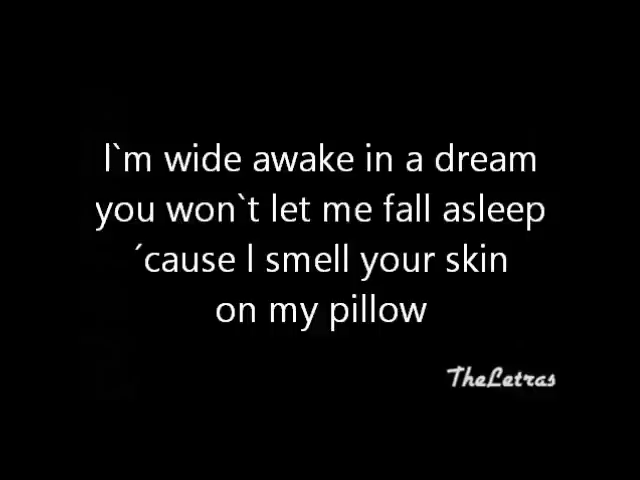 I`m wide awake in a dream
you won`t let me fall asleep
´cause I smell your skin
on my pillow
TheLetras